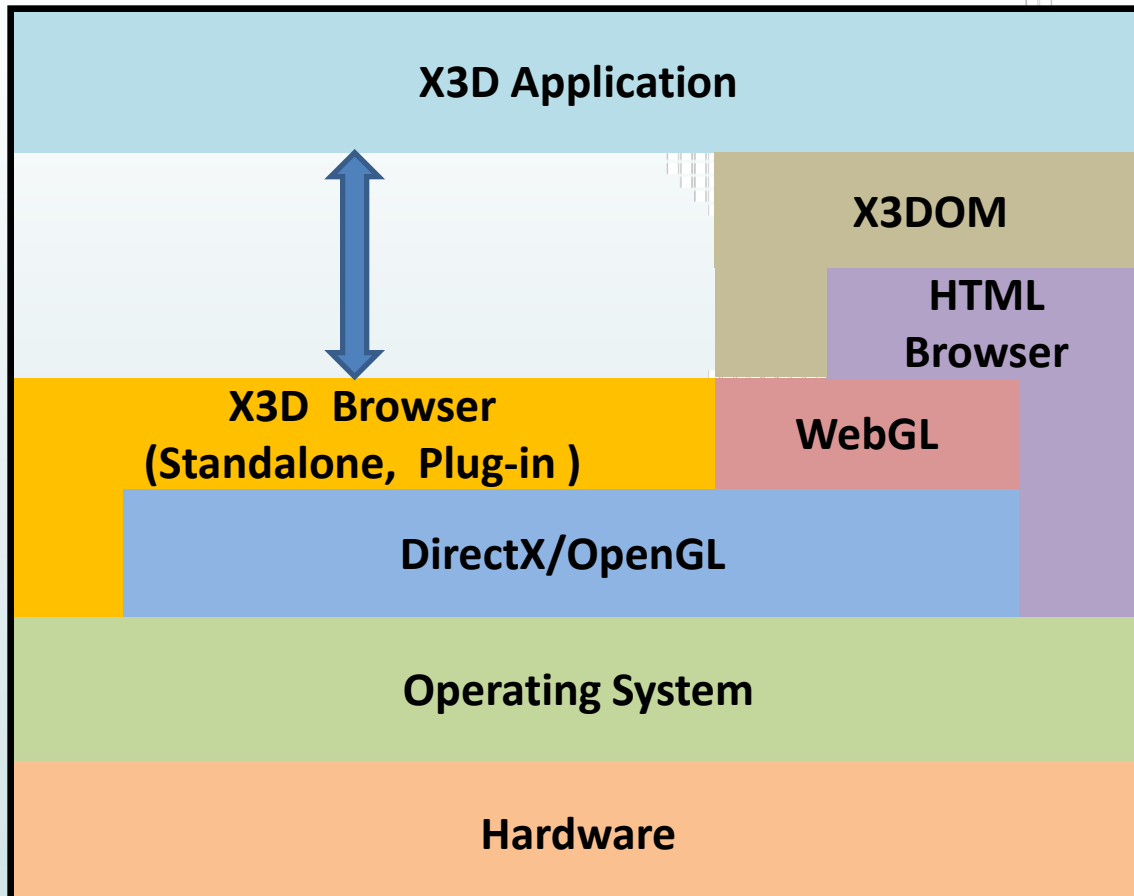 X3D Application
X3DOM
HTML
Browser
X3D Browser
(Standalone, Plug-in )
WebGL
DirectX/OpenGL
Operating System
Hardware